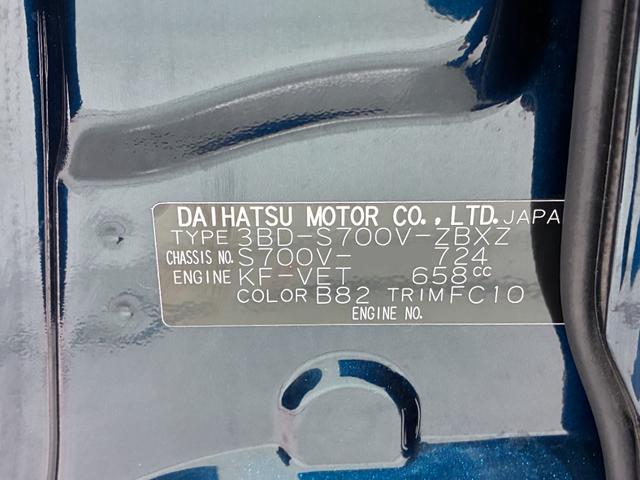 DAIHATSU MOTOR CO.,LTD. JAPA
TYPE 3BD-S700V-ZBXZ
CHASSIS NO. S700V- 724
ENGINE KF-VET 658cc
COLOR B82 TRIM FC10
ENGINE NO.